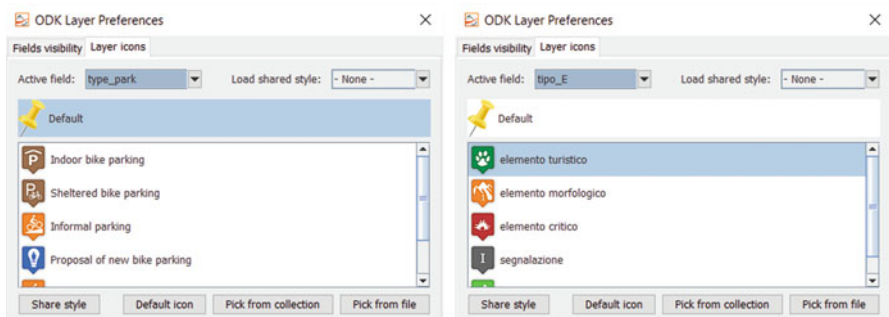 ODK Layer Preferences
Fields visibility Layer icons
Active field: type_park Load shared style: - None -
Default
Indoor bike parking
Sheltered bike parking
Informal parking
Proposal of new bike parking
Share style Default icon Pick from collection Pick from file
ODK Layer Preferences
Fields visibility Layer icons
Active field: tipo_E Load shared style: - None -
Default
elemento turistico
elemento morfologico
elemento critico
I segnalazione
Share style Default icon Pick from collection Pick from file